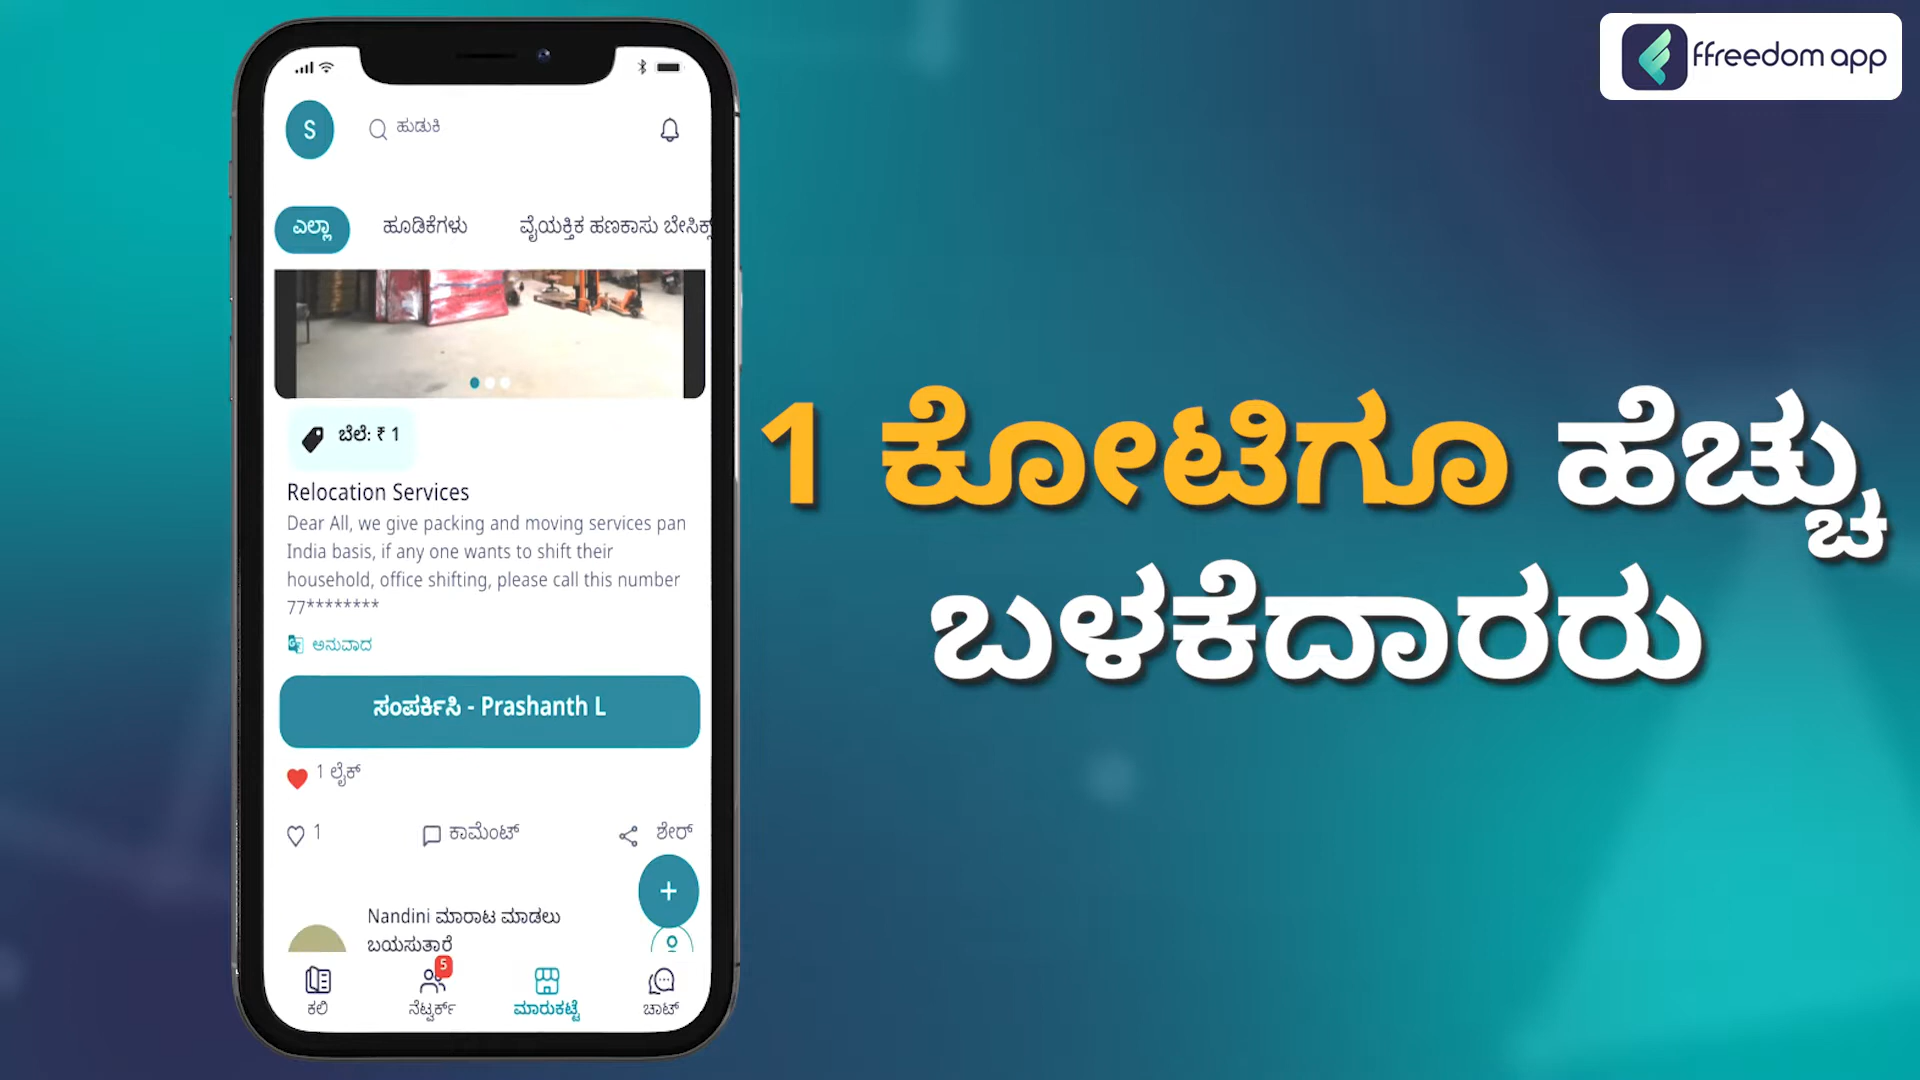 ffreedom app
S
ಹುಡುಕಿ
ಎಲ್ಲಾ
ಹೂಡಿಕೆಗಳು
ವೈಯಕ್ತಿಕ ಹಣಕಾಸು ಬೇಸಿಕ್ಸ್
ಬೆಲೆ: ₹ 1
Relocation Services
Dear All, we give packing and moving services pan
India basis, if any one wants to shift their
household, office shifting, please call this number
77********
ಅನುವಾದ
ಸಂಪರ್ಕಿಸಿ - Prashanth L
1 ಲೈಕ್
1
ಕಾಮೆಂಟ್
ಶೇರ್
+
Nandini ಮಾರಾಟ ಮಾಡಲು
ಬಯಸುತಾರೆ
5
ಕಲಿ
ನೆಟ್ವರ್ಕ್
ಮಾರುಕಟ್ಟೆ
ಚಾಟ್
1 ಕೋಟಿಗೂ ಹೆಚ್ಚು
ಬಳಕೆದಾರರು